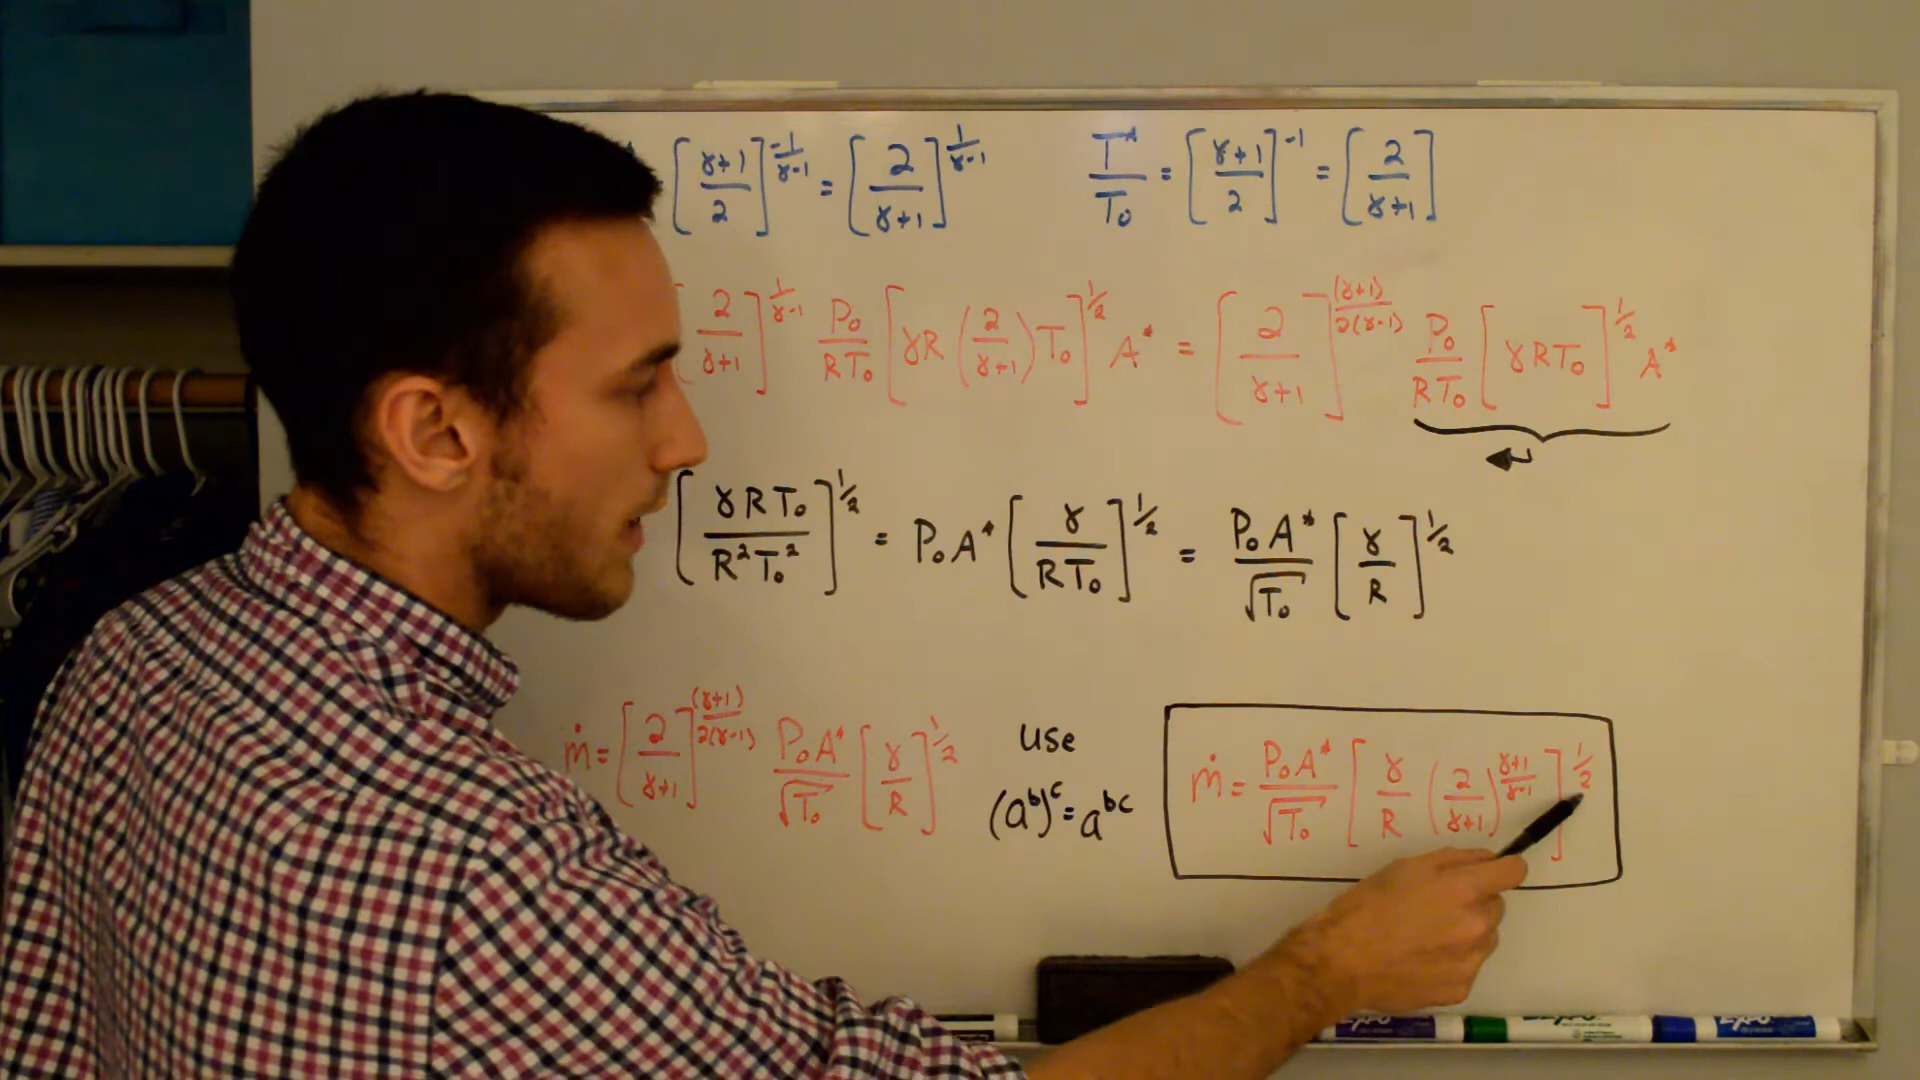 [γ+1/2]^-1/γ-1 = [2/γ+1]^1/γ-1    T*/T₀ = [γ+1/2]^-1 = [2/γ+1]
[2/γ+1]^1/γ-1 P₀/RT₀ [γR(2/γ+1)T₀]^1/2 A* = [2/γ+1]^(γ+1)/2(γ-1) P₀/RT₀ [γRT₀]^1/2 A*
[γRT₀/R²T₀²]^1/2 = P₀A* [γ/RT₀]^1/2 = P₀A*/√T₀ [γ/R]^1/2
ṁ = [2/γ+1]^(γ+1)/2(γ-1) P₀A*/√T₀ [γ/R]^1/2
use
(a^b)^c = a^bc
ṁ = P₀A*/√T₀ [γ/R (2/γ+1)^γ+1/γ-1]^1/2
EXPO
EXPO
EXPO